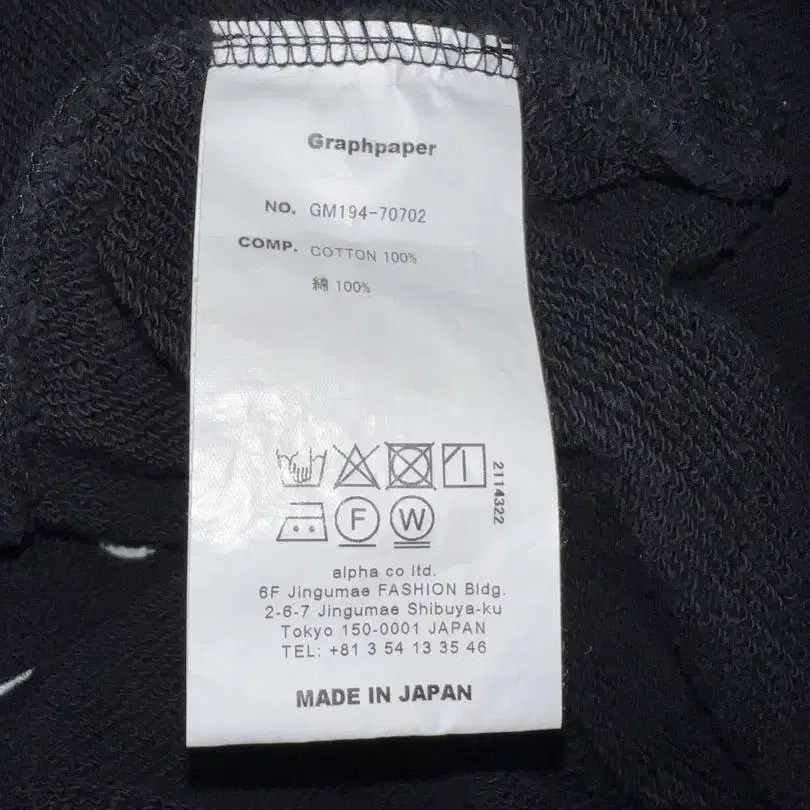 Graphpaper
NO. GM194-70702
COMP. COTTON 100%
綿 100%
2114322
F W
alpha co ltd.
6F Jingumae FASHION Bldg.
2-6-7 Jingumae Shibuya-ku
Tokyo 150-0001 JAPAN
TEL: +81 3 54 13 35 46
MADE IN JAPAN